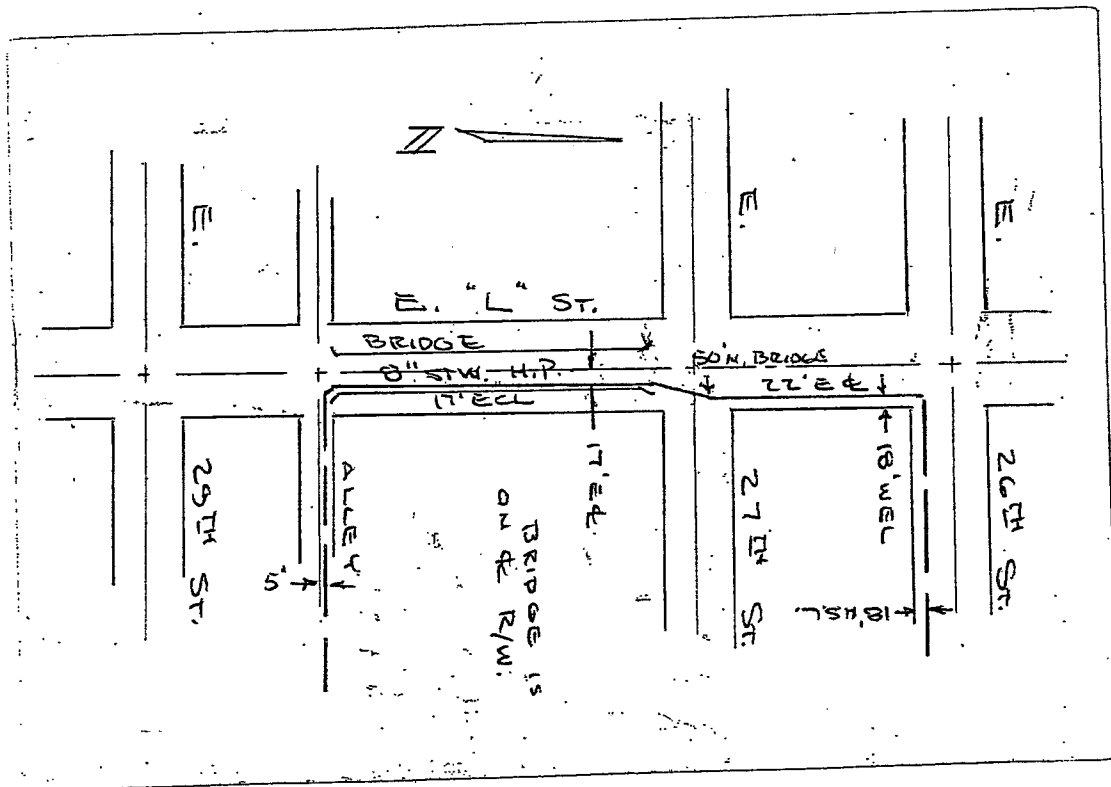 N
E.
E.
E.
E. "L" ST.
BRIDGE
8" STW. H.P.
17' ECL
50' N. BRIDGE
22' E ℄
29TH ST.
ALLEY
5'
17' E ℄
BRIDGE IS
ON ℄ R/W.
27TH ST.
18' WEL
18' NSL.
26TH ST.